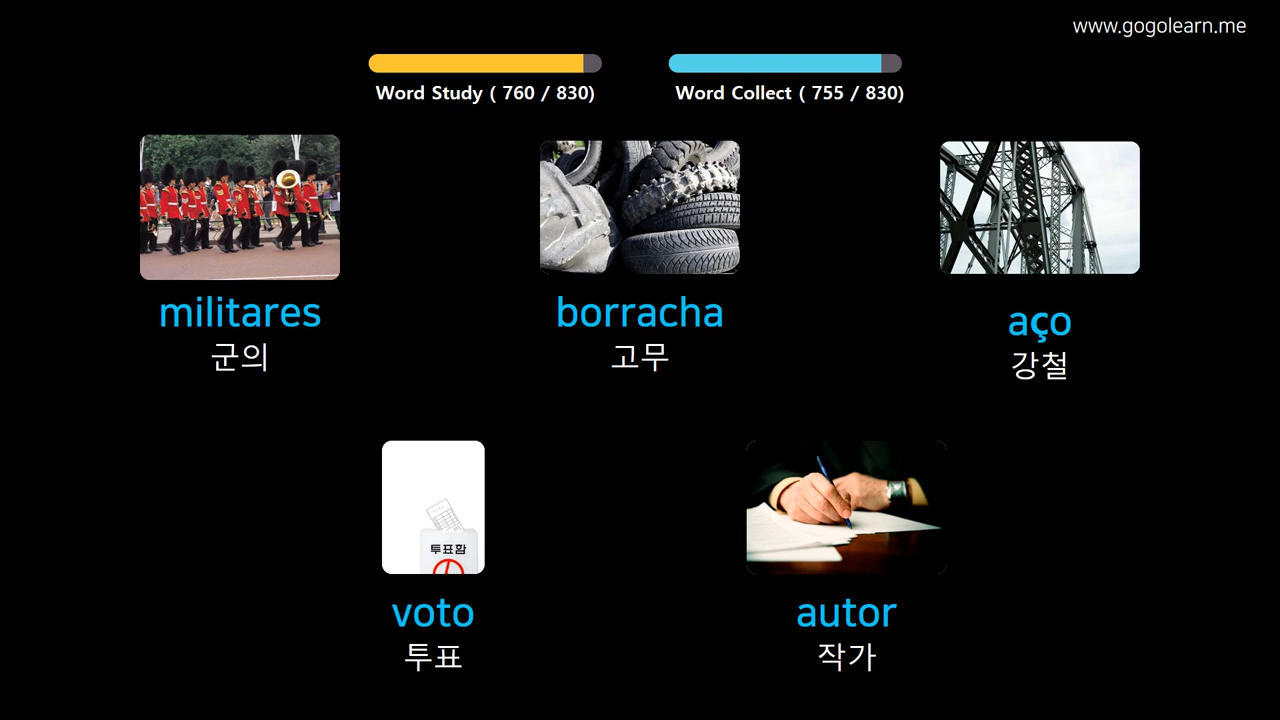 www.gogolearn.me
Word Study ( 760 / 830)
Word Collect ( 755 / 830)
militares
군의
borracha
고무
aço
강철
투표함
voto
투표
autor
작가